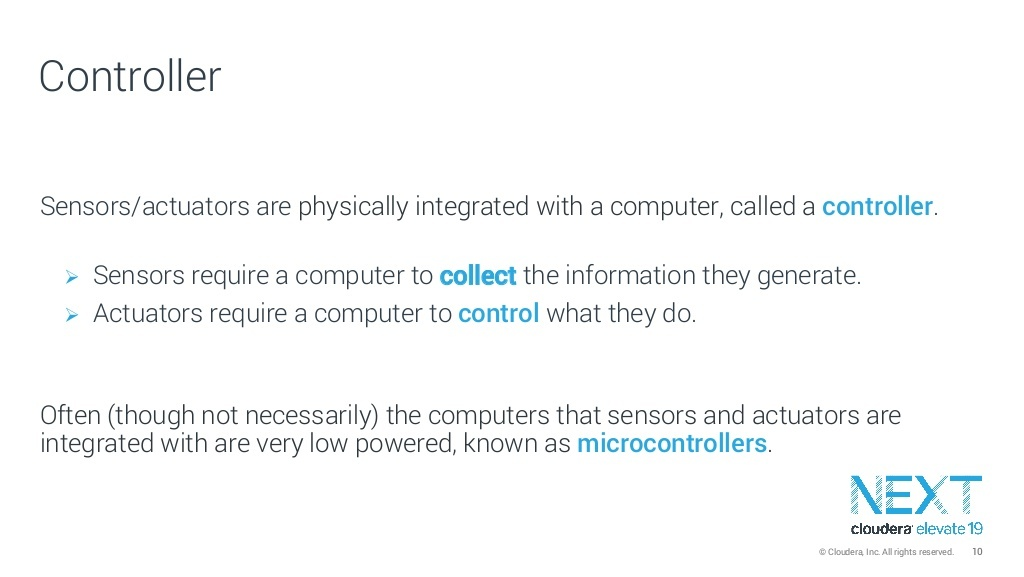 Controller
Sensors/actuators are physically integrated with a computer, called a controller.
➢ Sensors require a computer to collect the information they generate.
➢ Actuators require a computer to control what they do.
Often (though not necessarily) the computers that sensors and actuators are
integrated with are very low powered, known as microcontrollers.
NEXT
cloudera elevate 19
© Cloudera, Inc. All rights reserved. 10